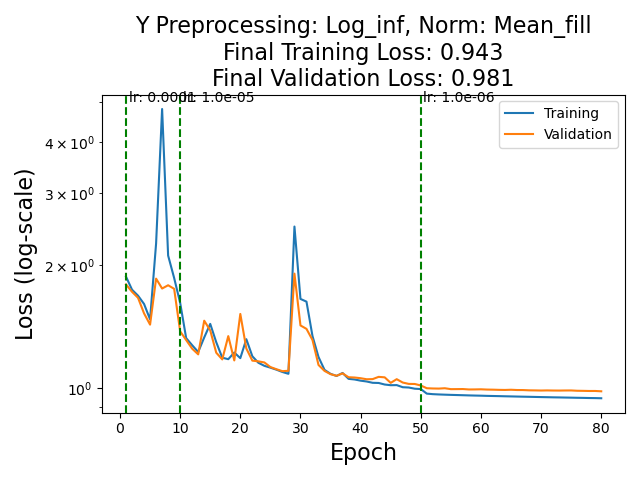 Y Preprocessing: Log_inf, Norm: Mean_fill
Final Training Loss: 0.943
Final Validation Loss: 0.981
lr: 0.0001
lr: 1.0e-05
lr: 1.0e-06
Training
Validation
4 × 10⁰
3 × 10⁰
2 × 10⁰
10⁰
Loss (log-scale)
0 10 20 30 40 50 60 70 80
Epoch